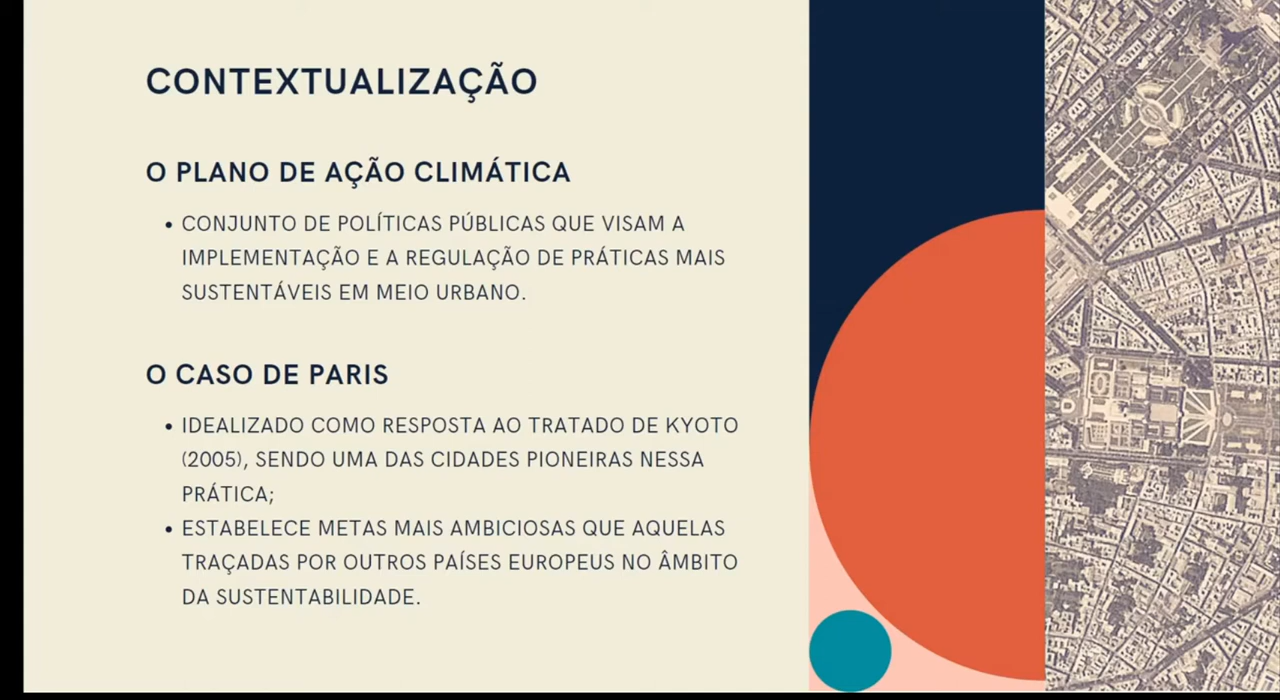 CONTEXTUALIZAÇÃO
O PLANO DE AÇÃO CLIMÁTICA
• CONJUNTO DE POLÍTICAS PÚBLICAS QUE VISAM A
IMPLEMENTAÇÃO E A REGULAÇÃO DE PRÁTICAS MAIS
SUSTENTÁVEIS EM MEIO URBANO.
O CASO DE PARIS
• IDEALIZADO COMO RESPOSTA AO TRATADO DE KYOTO
(2005), SENDO UMA DAS CIDADES PIONEIRAS NESSA
PRÁTICA;
• ESTABELECE METAS MAIS AMBICIOSAS QUE AQUELAS
TRAÇADAS POR OUTROS PAÍSES EUROPEUS NO ÂMBITO
DA SUSTENTABILIDADE.